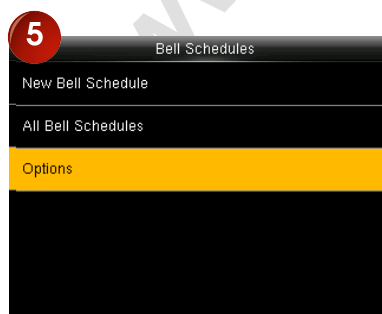 5
Bell Schedules
New Bell Schedule
All Bell Schedules
Options